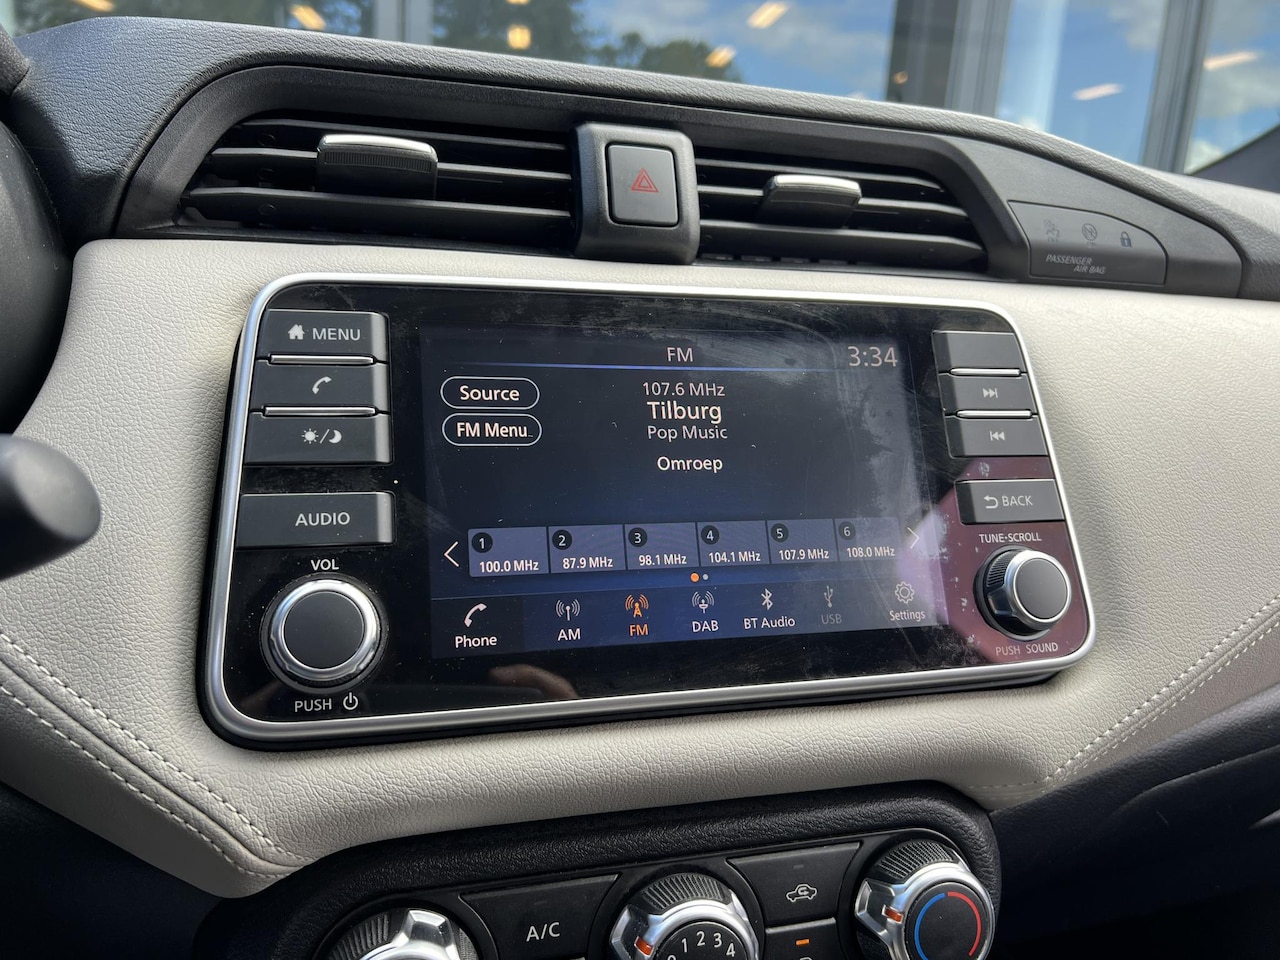 PASSENGER
AIR BAG
MENU
AUDIO
VOL
PUSH
FM
3:34
Source
FM Menu
107.6 MHz
Tilburg
Pop Music
Omroep
1
100.0 MHz
2
87.9 MHz
3
98.1 MHz
4
104.1 MHz
5
107.9 MHz
6
108.0 MHz
Phone
AM
FM
DAB
BT Audio
USB
Settings
BACK
TUNE·SCROLL
PUSH SOUND
A/C
1 2 3 4